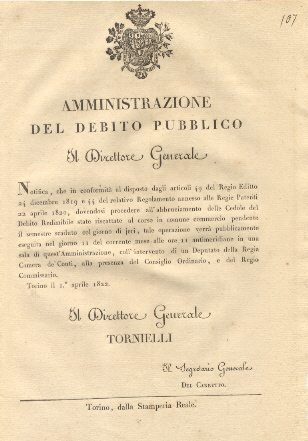 107
AMMINISTRAZIONE
DEL DEBITO PUBBLICO
Il Direttore Generale
Notifica, che in conformità al disposto dagli articoli 49 del Regio Editto
24 dicembre 1819 e 44 del relativo Regolamento annesso alle Regie Patenti
22 aprile 1820, dovendosi procedere all'abbruciamento delle Cedole del
Debito Redimibile state riscattate al corso in comune commercio pendente
il semestre scaduto col giorno di jeri, tale operazione verrà pubblicamente
eseguita nel giorno 12 del corrente mese alle ore 11 antimeridiane in una
sala di quest'Amministrazione, coll'intervento di un Deputato della Regia
Camera de' Conti, alla presenza del Consiglio Ordinario, e del Regio
Commissario.
Torino il 1.° aprile 1822.
Il Direttore Generale
TORNIELLI
Il Segretario Generale
Del Carretto.
Torino, dalla Stamperia Reale.